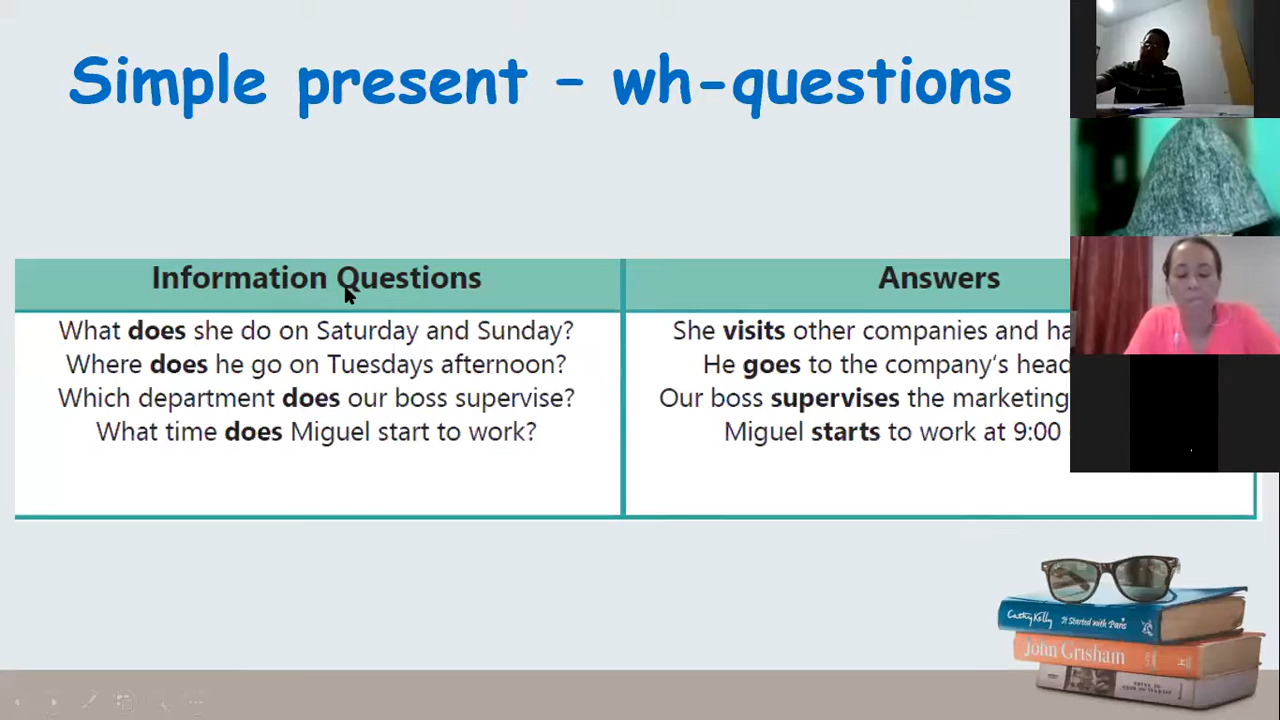 Simple present – wh-questions
Information Questions
Answers
What does she do on Saturday and Sunday?
She visits other companies and ha
Where does he go on Tuesdays afternoon?
He goes to the company's head
Which department does our boss supervise?
Our boss supervises the marketing
What time does Miguel start to work?
Miguel starts to work at 9:00
Cathy Kelly It Started with Paris
John Grisham